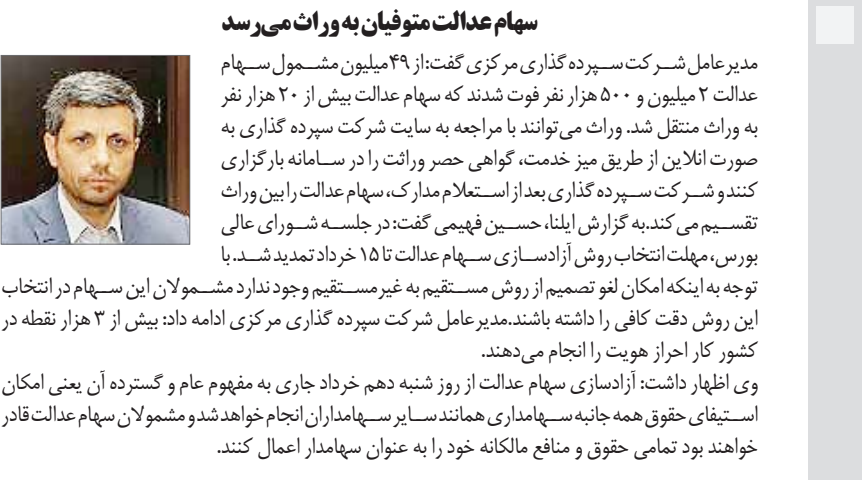 سهام عدالت متوفیان به وراث می‌رسد
مدیر عامل شرکت سپرده گذاری مرکزی گفت:از ۴۹میلیون مشمول سهام
عدالت ۲ میلیون و ۵۰۰ هزار نفر فوت شدند که سهام عدالت بیش از ۲۰ هزار نفر
به وراث منتقل شد. وراث می‌توانند با مراجعه به سایت شرکت سپرده گذاری به
صورت انلاین از طریق میز خدمت، گواهی حصر وراثت را در سامانه بارگزاری
کنند و شرکت سپرده گذاری بعد از استعلام مدارک، سهام عدالت را بین وراث
تقسیم می‌کند.به گزارش ایلنا، حسین فهیمی گفت: در جلسه شورای عالی
بورس، مهلت انتخاب روش آزادسازی سهام عدالت تا ۱۵ خرداد تمدید شد. با
توجه به اینکه امکان لغو تصمیم از روش مستقیم به غیرمستقیم وجود ندارد مشمولان این سهام در انتخاب
این روش دقت کافی را داشته باشند.مدیرعامل شرکت سپرده گذاری مرکزی ادامه داد: بیش از ۳ هزار نقطه در
کشور کار احراز هویت را انجام می‌دهند.
وی اظهار داشت: آزادسازی سهام عدالت از روز شنبه دهم خرداد جاری به مفهوم عام و گسترده آن یعنی امکان
استیفای حقوق همه جانبه سهامداری همانند سایر سهامداران انجام خواهد شد و مشمولان سهام عدالت قادر
خواهند بود تمامی حقوق و منافع مالکانه خود را به عنوان سهامدار اعمال کنند.